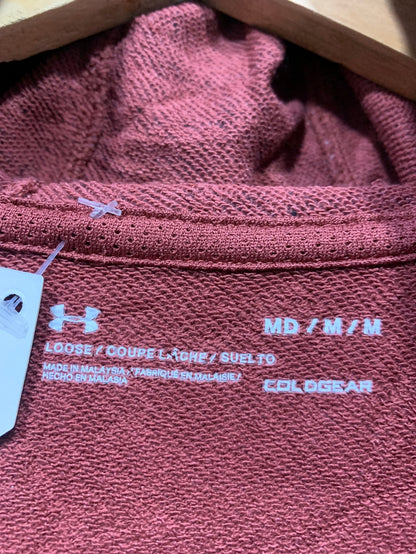 MD / M / M
LOOSE / COUPE LÂCHE / SUELTO
MADE IN MALAYSIA / FABRIQUÉ EN MALAISIE /
HECHO EN MALASIA
COLDGEAR